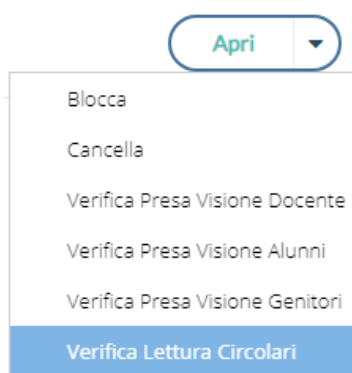 Apri
Blocca
Cancella
Verifica Presa Visione Docente
Verifica Presa Visione Alunni
Verifica Presa Visione Genitori
Verifica Lettura Circolari